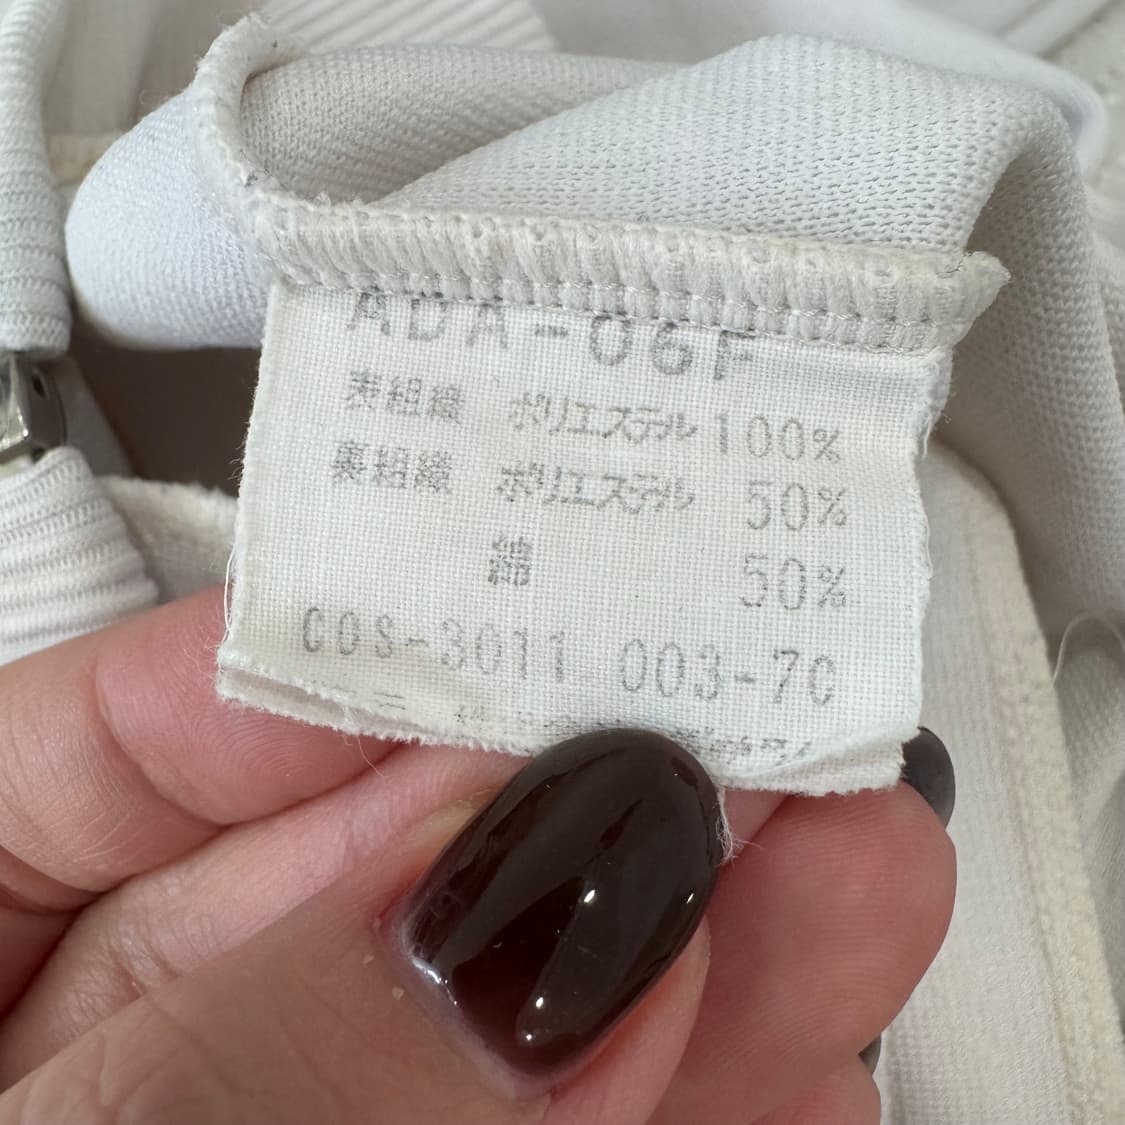 ADA-06F
表組織 ポリエステル 100%
裏組織 ポリエステル 50%
綿 50%
COS-3011 003-7C